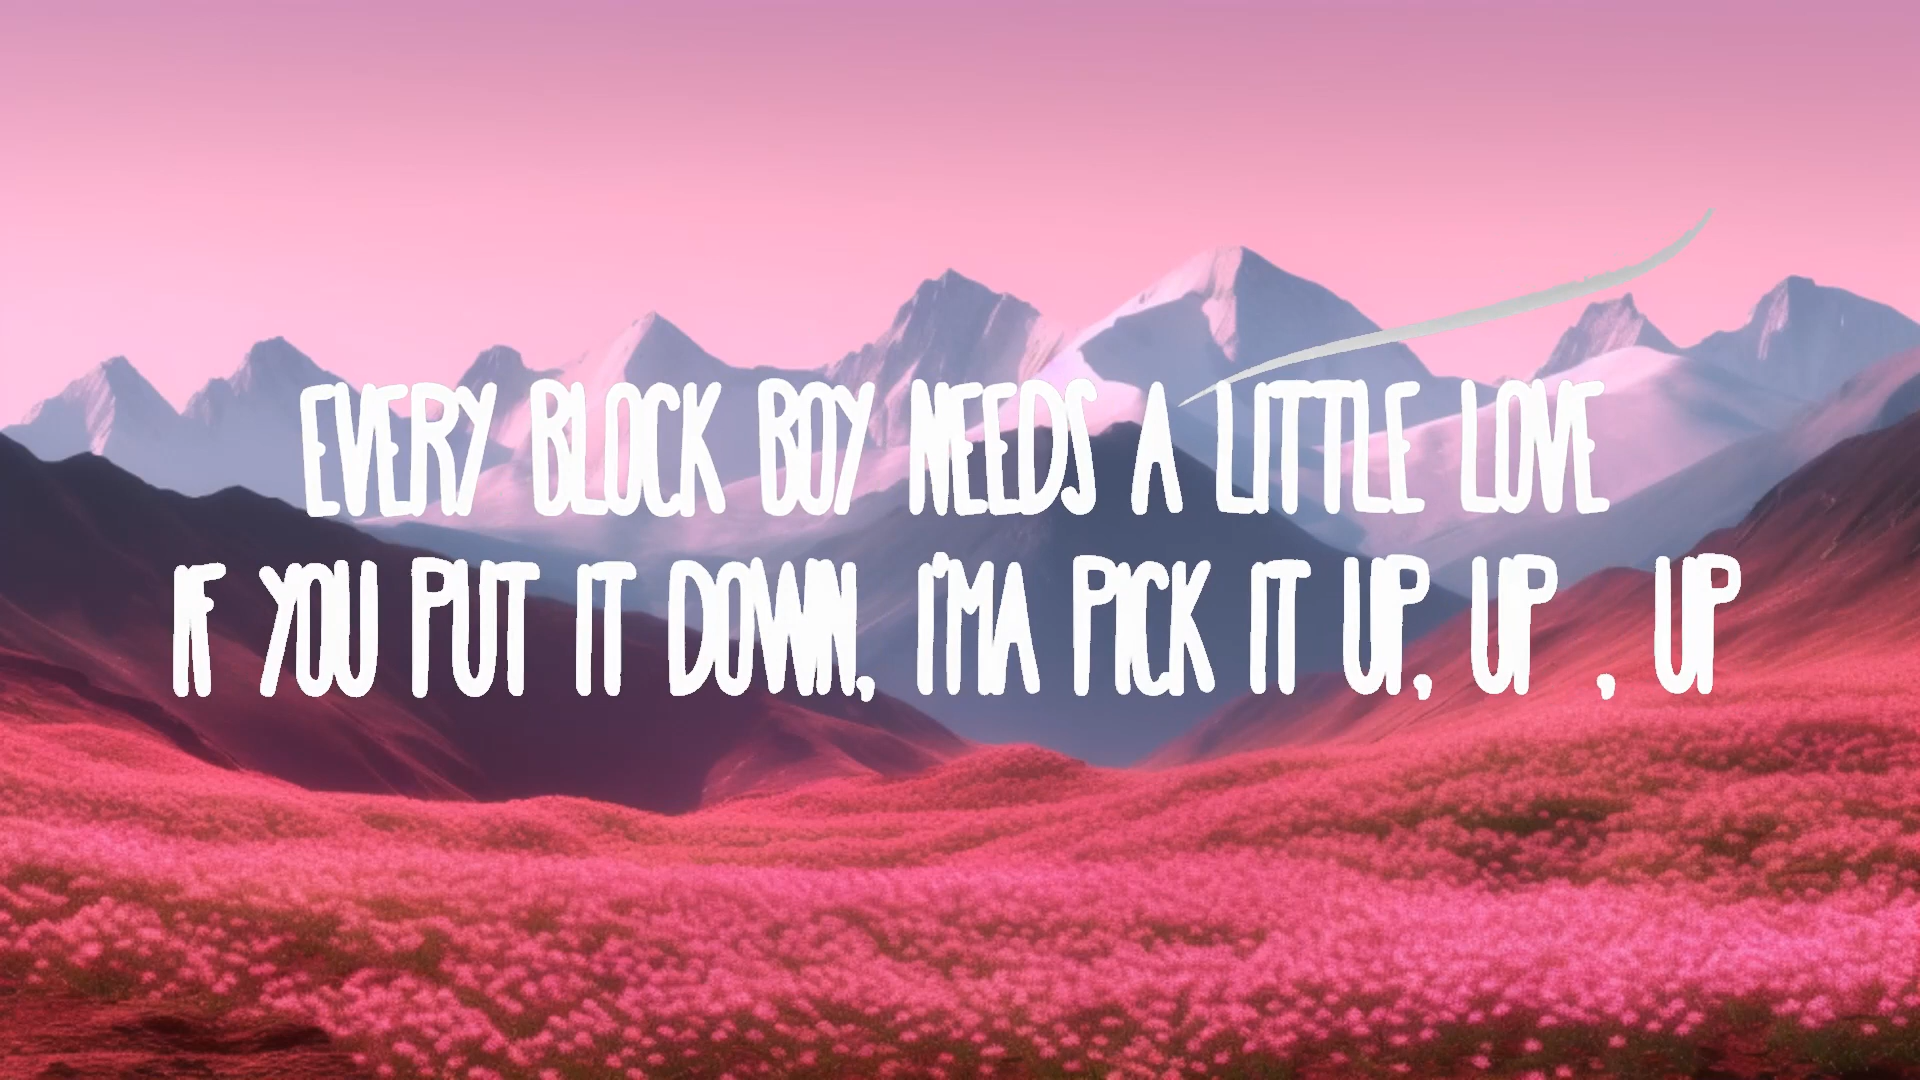 EVERY BLOCK BOY NEEDS A LITTLE LOVE
IF YOU PUT IT DOWN, I'MA PICK IT UP, UP , UP